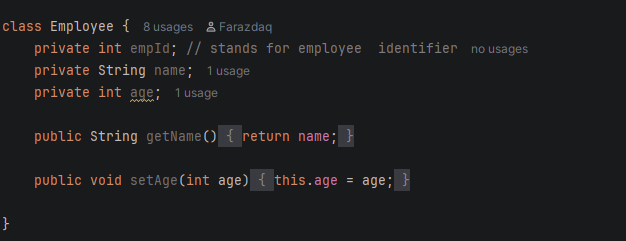 class Employee { 8 usages Farazdaq
private int empId; // stands for employee  identifier no usages
private String name; 1 usage
private int age; 1 usage
public String getName() { return name; }
public void setAge(int age) { this.age = age; }
}